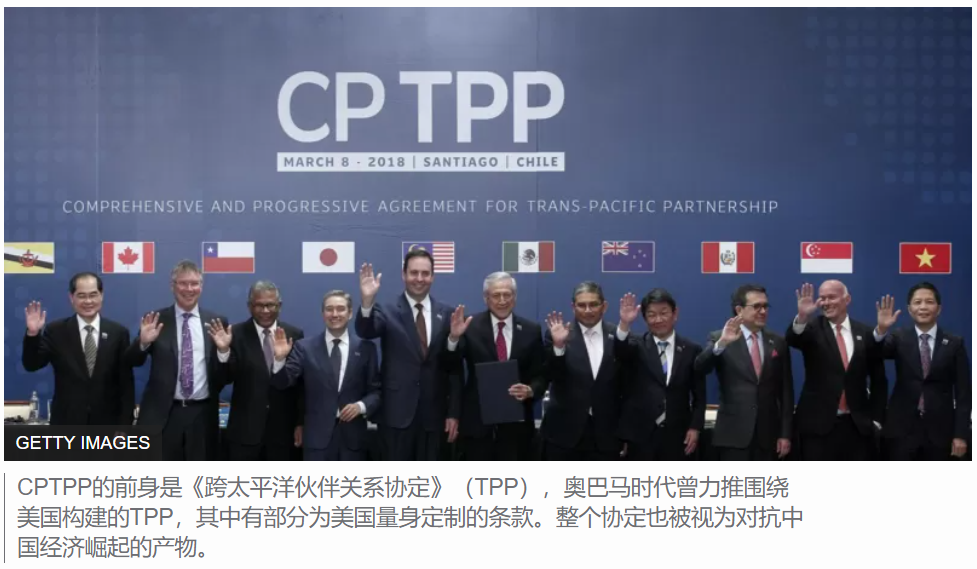 CPTPP
MARCH 8 - 2018 | SANTIAGO | CHILE
COMPREHENSIVE AND PROGRESSIVE AGREEMENT FOR TRANS-PACIFIC PARTNERSHIP
GETTY IMAGES
CPTPP的前身是《跨太平洋伙伴关系协定》（TPP），奥巴马时代曾力推围绕
美国构建的TPP，其中有部分为美国量身定制的条款。整个协定也被视为对抗中
国经济崛起的产物。